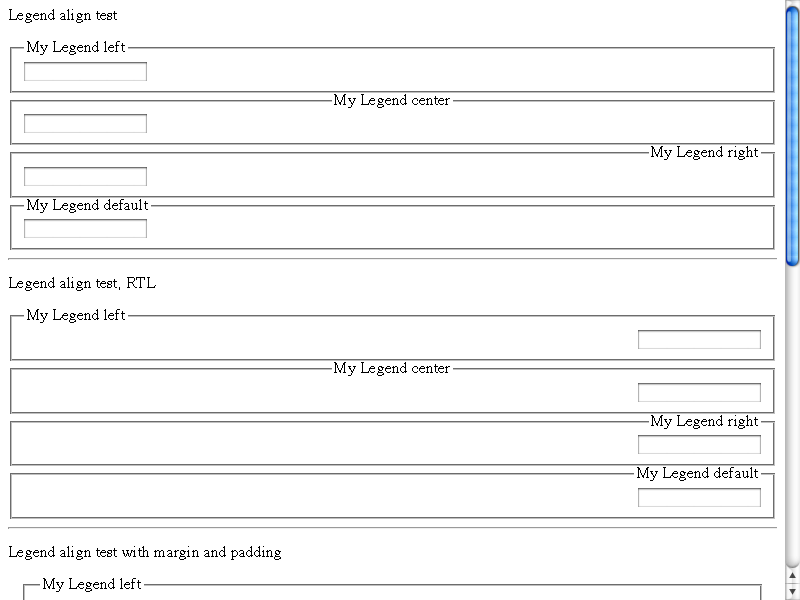 Legend align test
My Legend left
My Legend center
My Legend right
My Legend default
Legend align test, RTL
My Legend left
My Legend center
My Legend right
My Legend default
Legend align test with margin and padding
My Legend left